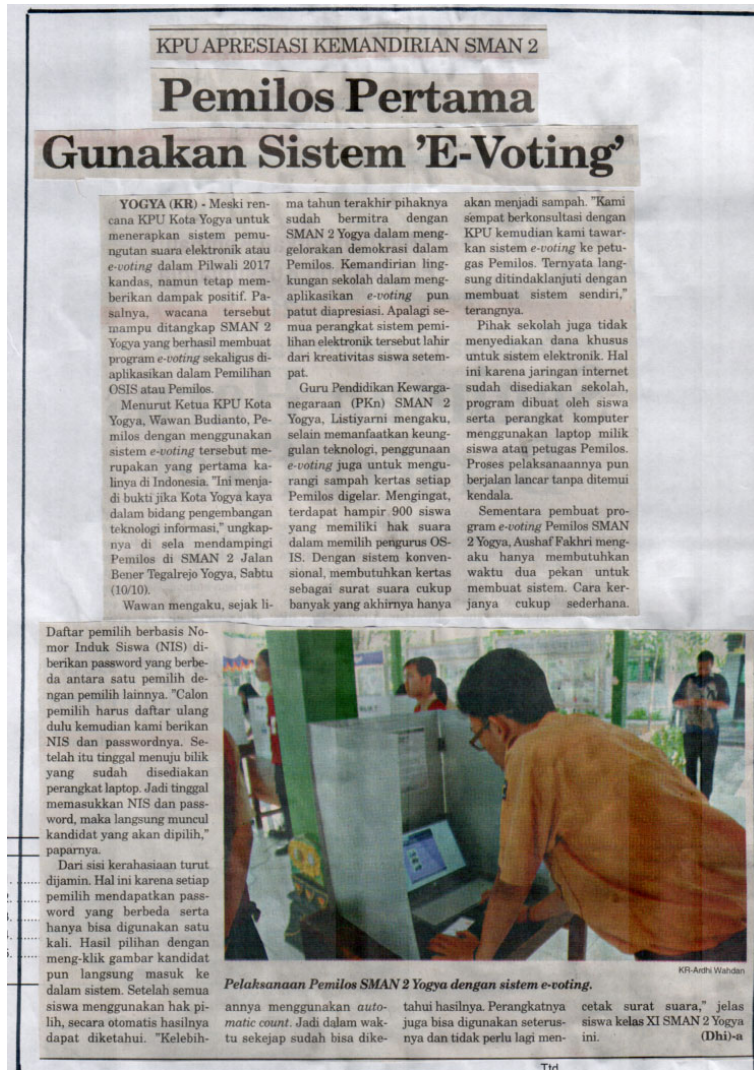 KPU APRESIASI KEMANDIRIAN SMAN 2
Pemilos Pertama
Gunakan Sistem 'E-Voting'
YOGYA (KR) - Meski ren-
cana KPU Kota Yogya untuk
menerapkan sistem pemu-
ngutan suara elektronik atau
e-voting dalam Pilwali 2017
kandas, namun tetap mem-
berikan dampak positif. Pa-
salnya, wacana tersebut
mampu ditangkap SMAN 2
Yogya yang berhasil membuat
program e-voting sekaligus di-
aplikasikan dalam Pemilihan
OSIS atau Pemilos.
Menurut Ketua KPU Kota
Yogya, Wawan Budianto, Pe-
milos dengan menggunakan
sistem e-voting tersebut me-
rupakan yang pertama ka-
linya di Indonesia. "Ini menja-
di bukti jika Kota Yogya kaya
dalam bidang pengembangan
teknologi informasi," ungkap-
nya di sela mendampingi
Pemilos di SMAN 2 Jalan
Bener Tegalrejo Yogya, Sabtu
(10/10).
Wawan mengaku, sejak li-
ma tahun terakhir pihaknya
sudah bermitra dengan
SMAN 2 Yogya dalam meng-
gelorakan demokrasi dalam
Pemilos. Kemandirian ling-
kungan sekolah dalam meng-
aplikasikan e-voting pun
patut diapresiasi. Apalagi se-
mua perangkat sistem pemi-
lihan elektronik tersebut lahir
dari kreativitas siswa setem-
pat.
Guru Pendidikan Kewarga-
negaraan (PKn) SMAN 2
Yogya, Listiyarni mengaku,
selain memanfaatkan keung-
gulan teknologi, penggunaan
e-voting juga untuk mengu-
rangi sampah kertas setiap
Pemilos digelar. Mengingat,
terdapat hampir 900 siswa
yang memiliki hak suara
dalam memilih pengurus OS-
IS. Dengan sistem konven-
sional, membutuhkan kertas
sebagai surat suara cukup
banyak yang akhirnya hanya
akan menjadi sampah. "Kami
sempat berkonsultasi dengan
KPU kemudian kami tawar-
kan sistem e-voting ke petu-
gas Pemilos. Ternyata lang-
sung ditindaklanjuti dengan
membuat sistem sendiri,"
terangnya.
Pihak sekolah juga tidak
menyediakan dana khusus
untuk sistem elektronik. Hal
ini karena jaringan internet
sudah disediakan sekolah,
program dibuat oleh siswa
serta perangkat komputer
menggunakan laptop milik
siswa atau petugas Pemilos.
Proses pelaksanaannya pun
berjalan lancar tanpa ditemui
kendala.
Sementara pembuat pro-
gram e-voting Pemilos SMAN
2 Yogya, Aushaf Fakhri meng-
aku hanya membutuhkan
waktu dua pekan untuk
membuat sistem. Cara ker-
janya cukup sederhana.
Daftar pemilih berbasis No-
mor Induk Siswa (NIS) di-
berikan password yang berbe-
da antara satu pemilih de-
ngan pemilih lainnya. "Calon
pemilih harus daftar ulang
dulu kemudian kami berikan
NIS dan passwordnya. Se-
telah itu tinggal menuju bilik
yang sudah disediakan
perangkat laptop. Jadi tinggal
memasukkan NIS dan pass-
word, maka langsung muncul
kandidat yang akan dipilih,"
paparnya.
Dari sisi kerahasiaan turut
dijamin. Hal ini karena setiap
pemilih mendapatkan pass-
word yang berbeda serta
hanya bisa digunakan satu
kali. Hasil pilihan dengan
meng-klik gambar kandidat
pun langsung masuk ke
dalam sistem. Setelah semua
siswa menggunakan hak pi-
lih, secara otomatis hasilnya
dapat diketahui. "Kelebih-
KR-Ardhi Wahdan
Pelaksanaan Pemilos SMAN 2 Yogya dengan sistem e-voting.
annya menggunakan auto-
matic count. Jadi dalam wak-
tu sekejap sudah bisa dike-
tahui hasilnya. Perangkatnya
juga bisa digunakan seterus-
nya dan tidak perlu lagi men-
cetak surat suara," jelas
siswa kelas XI SMAN 2 Yogya
ini. (Dhi)-a